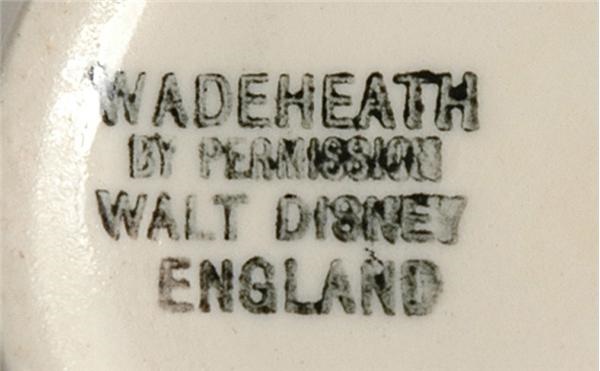 WADEHEATH
BY PERMISSION
WALT DISNEY
ENGLAND